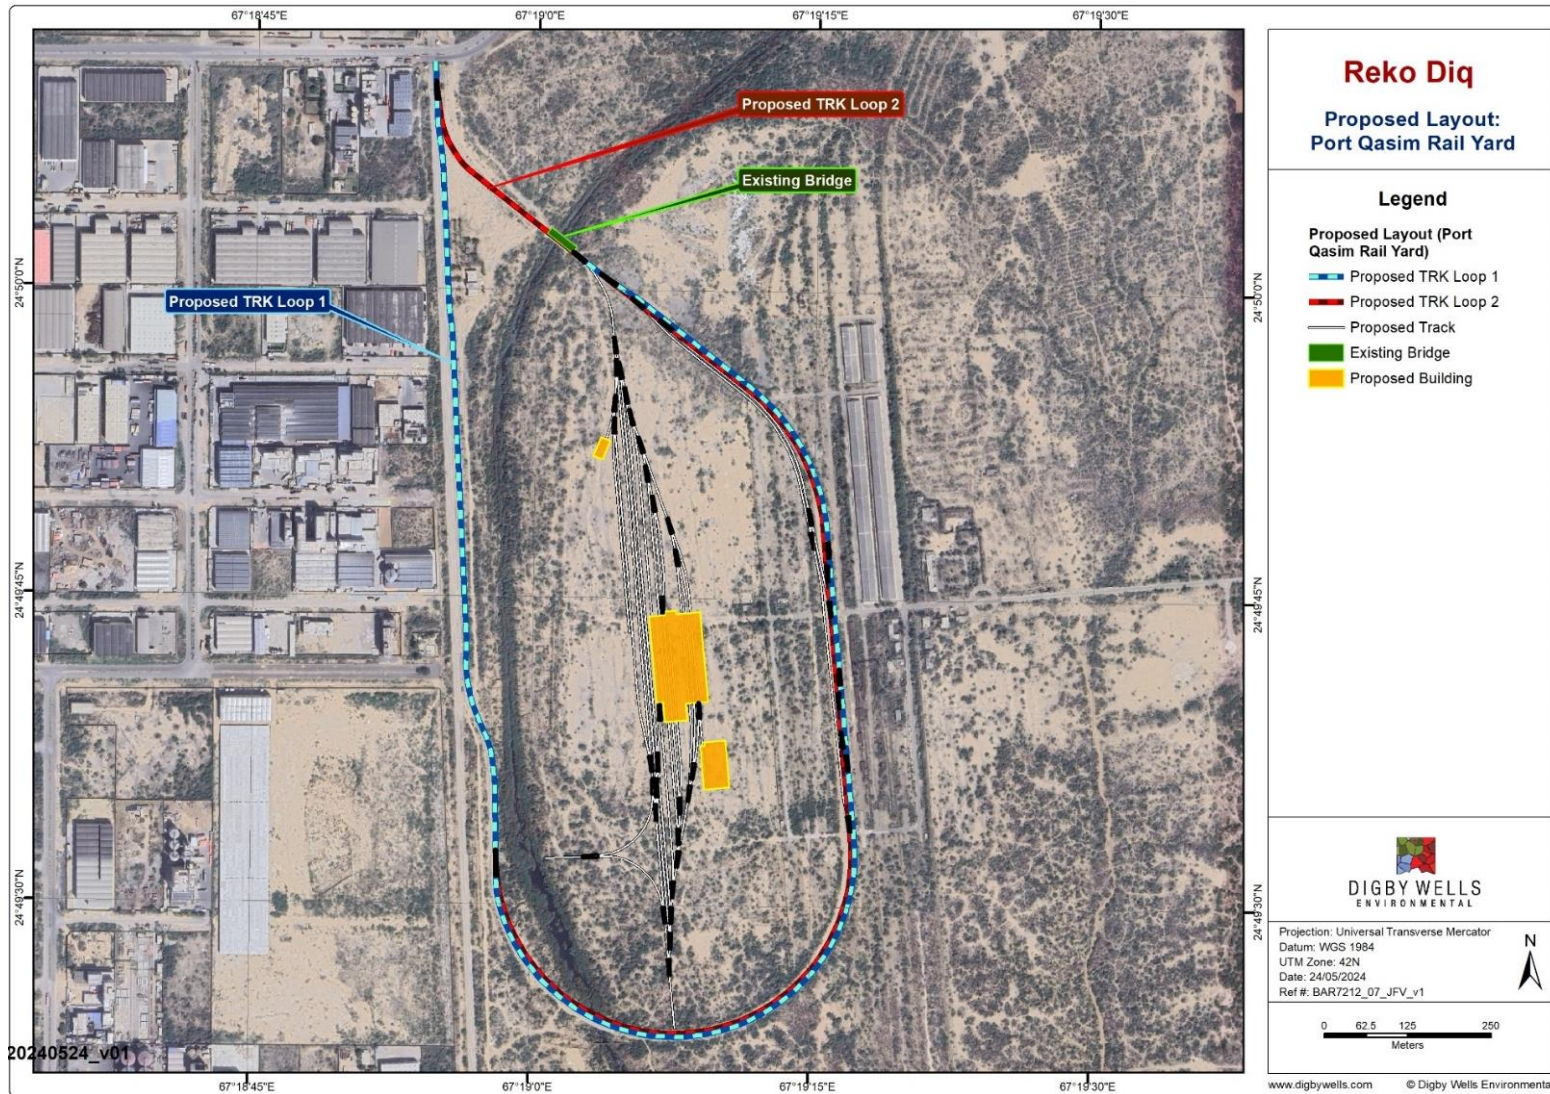 67°18'45"E
67°19'0"E
67°19'15"E
67°19'30"E
Reko Diq
Proposed Layout:
Port Qasim Rail Yard
Legend
Proposed Layout (Port
Qasim Rail Yard)
Proposed TRK Loop 1
Proposed TRK Loop 2
Proposed Track
Existing Bridge
Proposed Building
Proposed TRK Loop 2
Existing Bridge
Proposed TRK Loop 1
24°50'0"N
24°50'0"N
24°49'45"N
24°49'45"N
24°49'30"N
24°49'30"N
DIGBY WELLS
ENVIRONMENTAL
Projection: Universal Transverse Mercator
Datum: WGS 1984
UTM Zone: 42N
Date: 24/05/2024
Ref #: BAR7212_07_JFV_v1
N
0 62.5 125 250
Meters
20240524_v01
67°18'45"E
67°19'0"E
67°19'15"E
67°19'30"E
www.digbywells.com © Digby Wells Environmenta